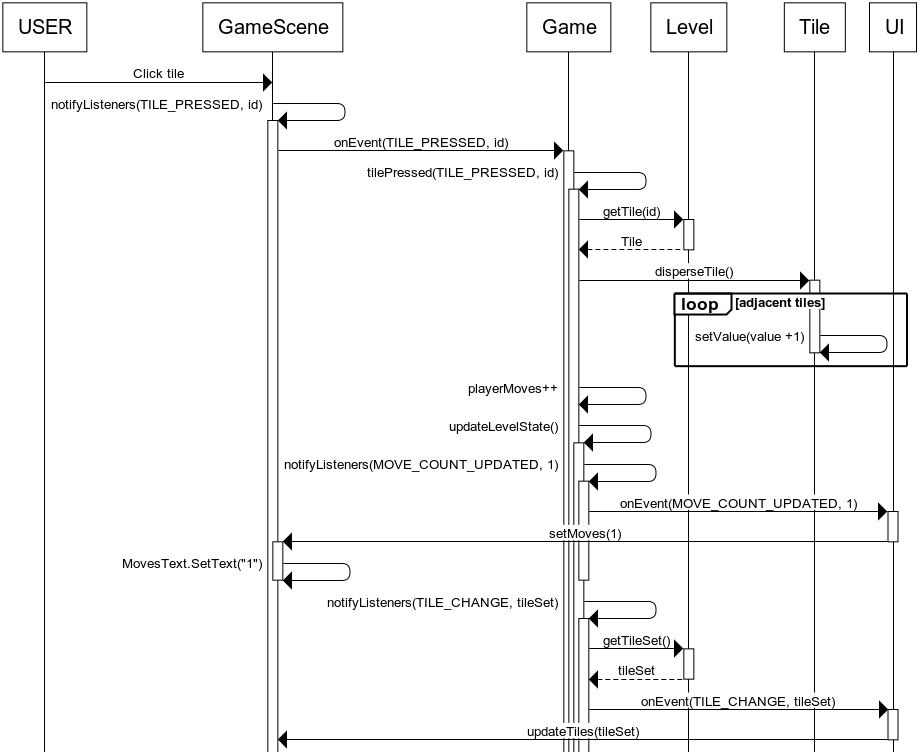 USER GameScene Game Level Tile UI
Click tile
notifyListeners(TILE_PRESSED, id)
onEvent(TILE_PRESSED, id)
tilePressed(TILE_PRESSED, id)
getTile(id)
Tile
disperseTile()
loop [adjacent tiles]
setValue(value +1)
playerMoves++
updateLevelState()
notifyListeners(MOVE_COUNT_UPDATED, 1)
onEvent(MOVE_COUNT_UPDATED, 1)
setMoves(1)
MovesText.SetText("1")
notifyListeners(TILE_CHANGE, tileSet)
getTileSet()
tileSet
onEvent(TILE_CHANGE, tileSet)
updateTiles(tileSet)